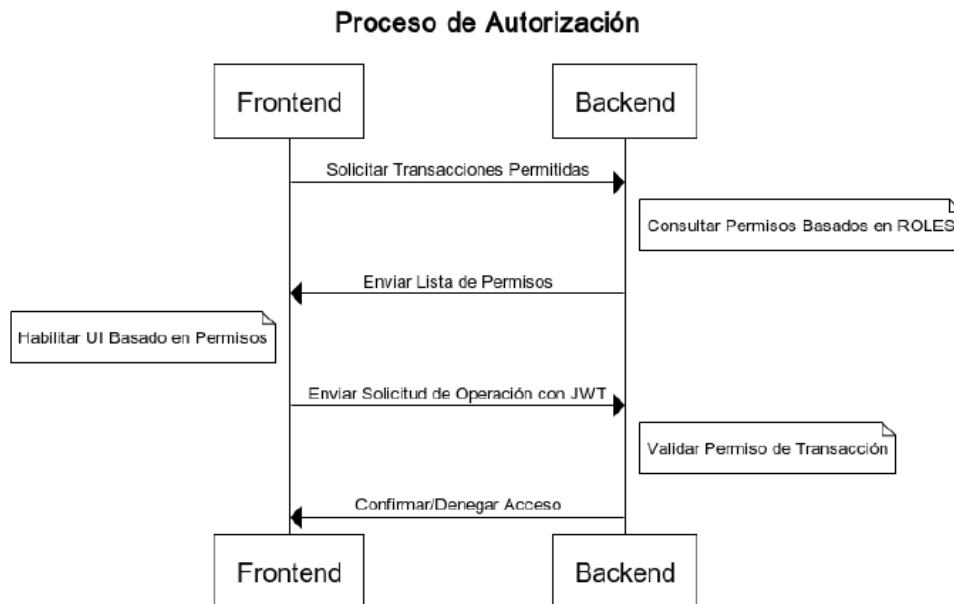 Proceso de Autorización
Frontend
Backend
Solicitar Transacciones Permitidas
Consultar Permisos Basados en ROLES
Enviar Lista de Permisos
Habilitar UI Basado en Permisos
Enviar Solicitud de Operación con JWT
Validar Permiso de Transacción
Confirmar/Denegar Acceso
Frontend
Backend